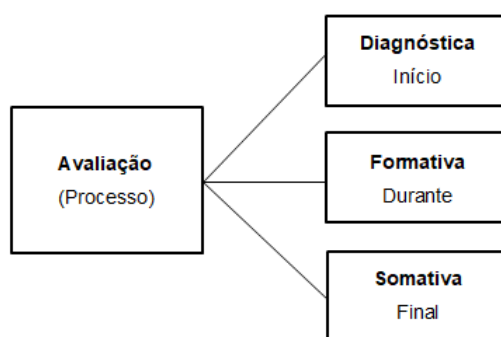 Diagnóstica
Início
Avaliação
(Processo)
Formativa
Durante
Somativa
Final